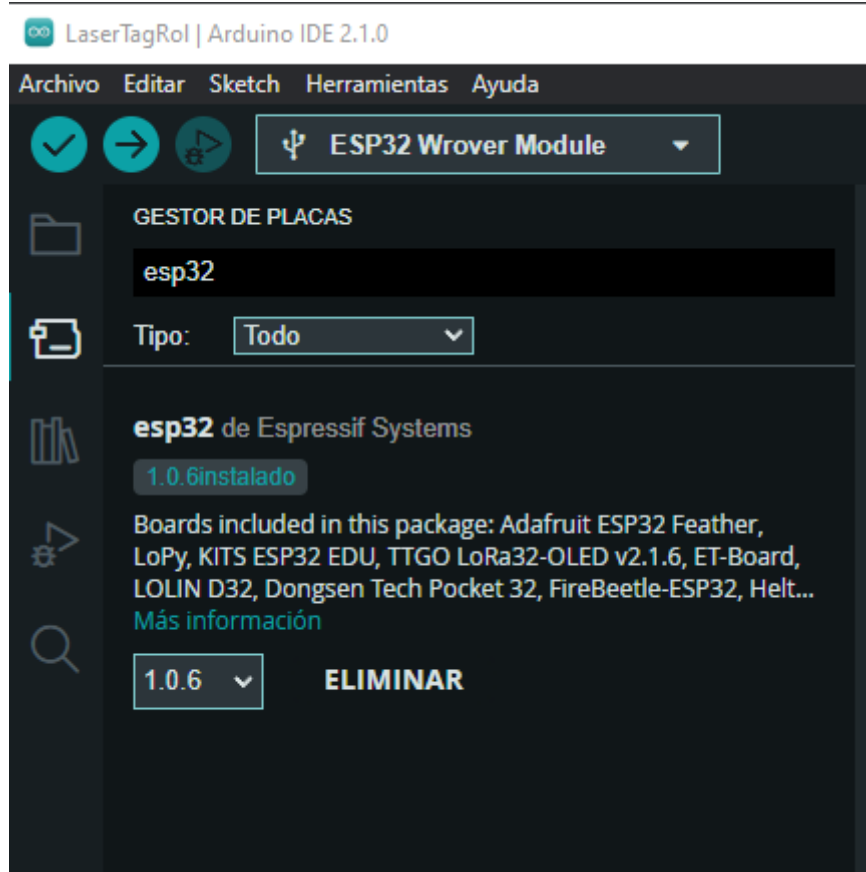 LaserTagRol | Arduino IDE 2.1.0
Archivo Editar Sketch Herramientas Ayuda
ESP32 Wrover Module
GESTOR DE PLACAS
esp32
Tipo: Todo
esp32 de Espressif Systems
1.0.6instalado
Boards included in this package: Adafruit ESP32 Feather,
LoPy, KITS ESP32 EDU, TTGO LoRa32-OLED v2.1.6, ET-Board,
LOLIN D32, Dongsen Tech Pocket 32, FireBeetle-ESP32, Helt...
Más información
1.0.6 ELIMINAR